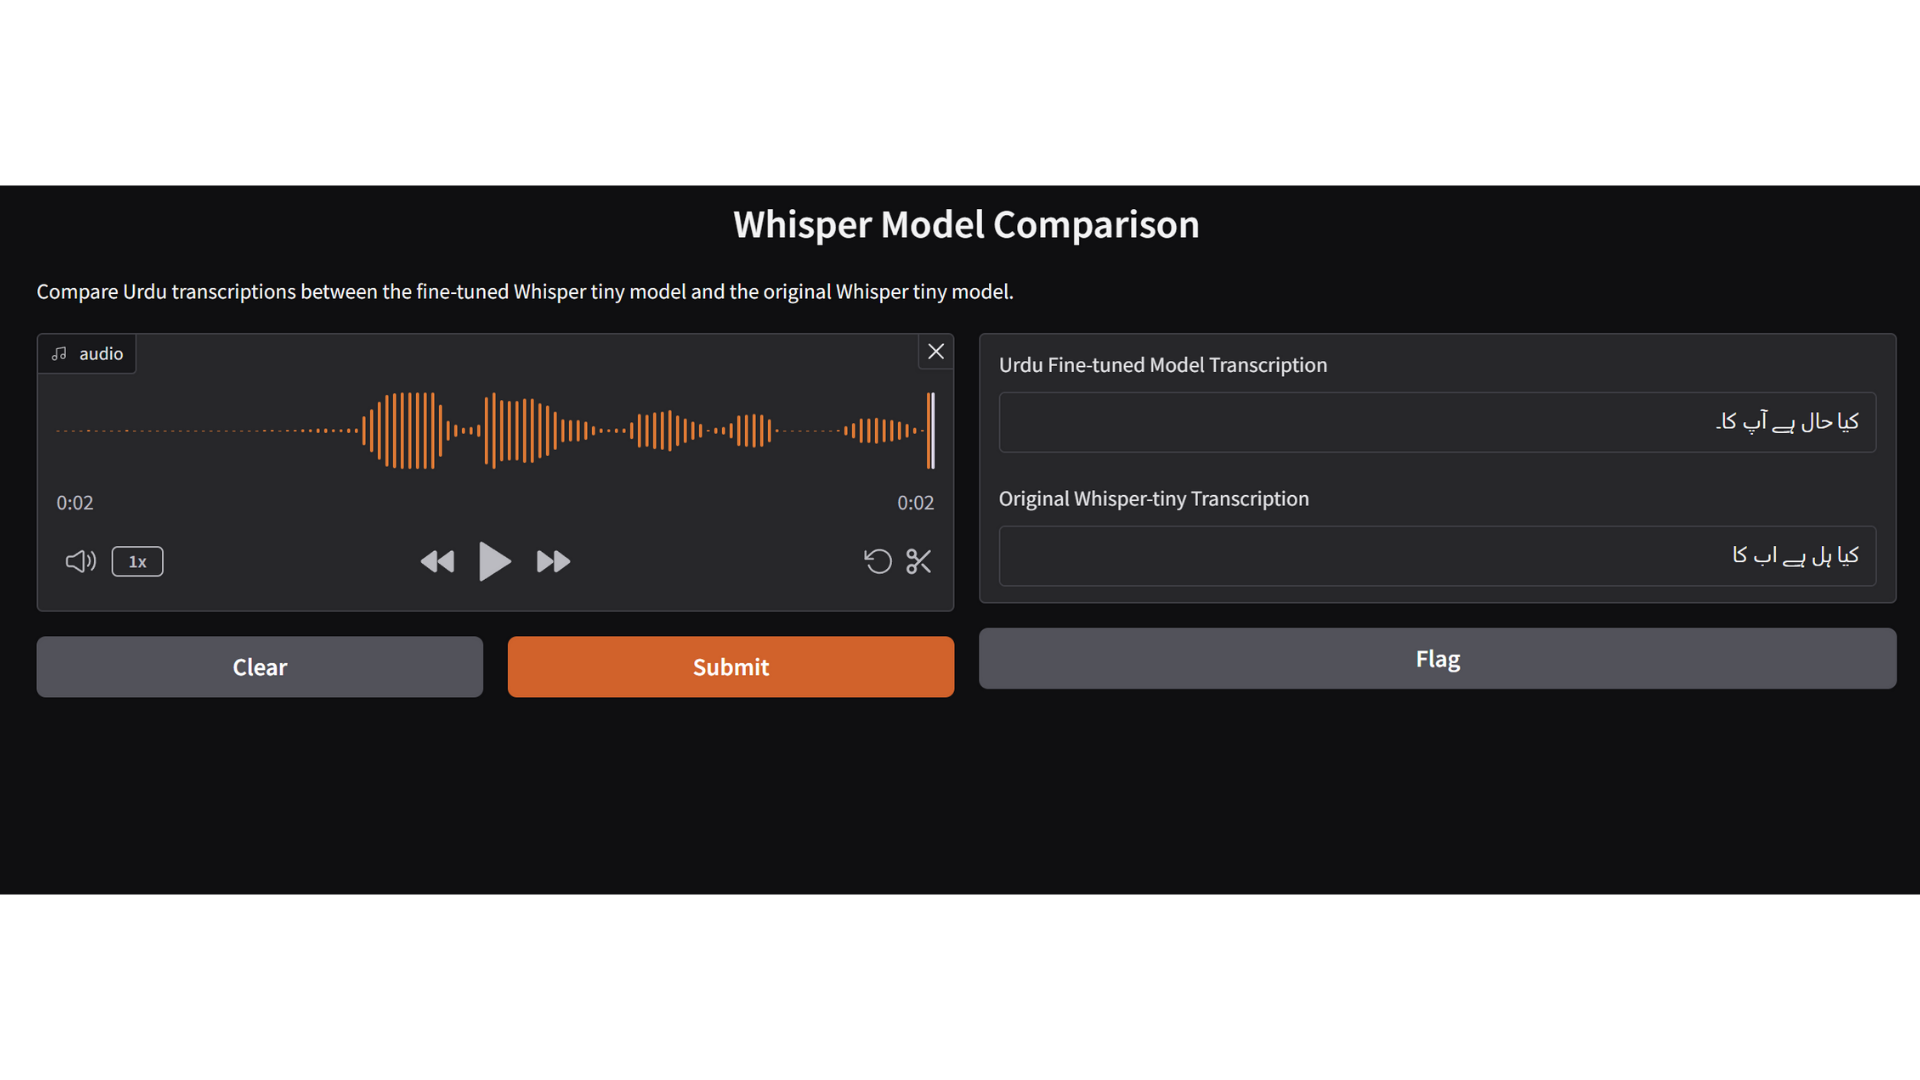 Whisper Model Comparison
Compare Urdu transcriptions between the fine-tuned Whisper tiny model and the original Whisper tiny model.
audio
0:02
0:02
1x
Clear
Submit
Urdu Fine-tuned Model Transcription
کیا حال ہے آپ کا۔
Original Whisper-tiny Transcription
کیا ہل ہے اب کا
Flag